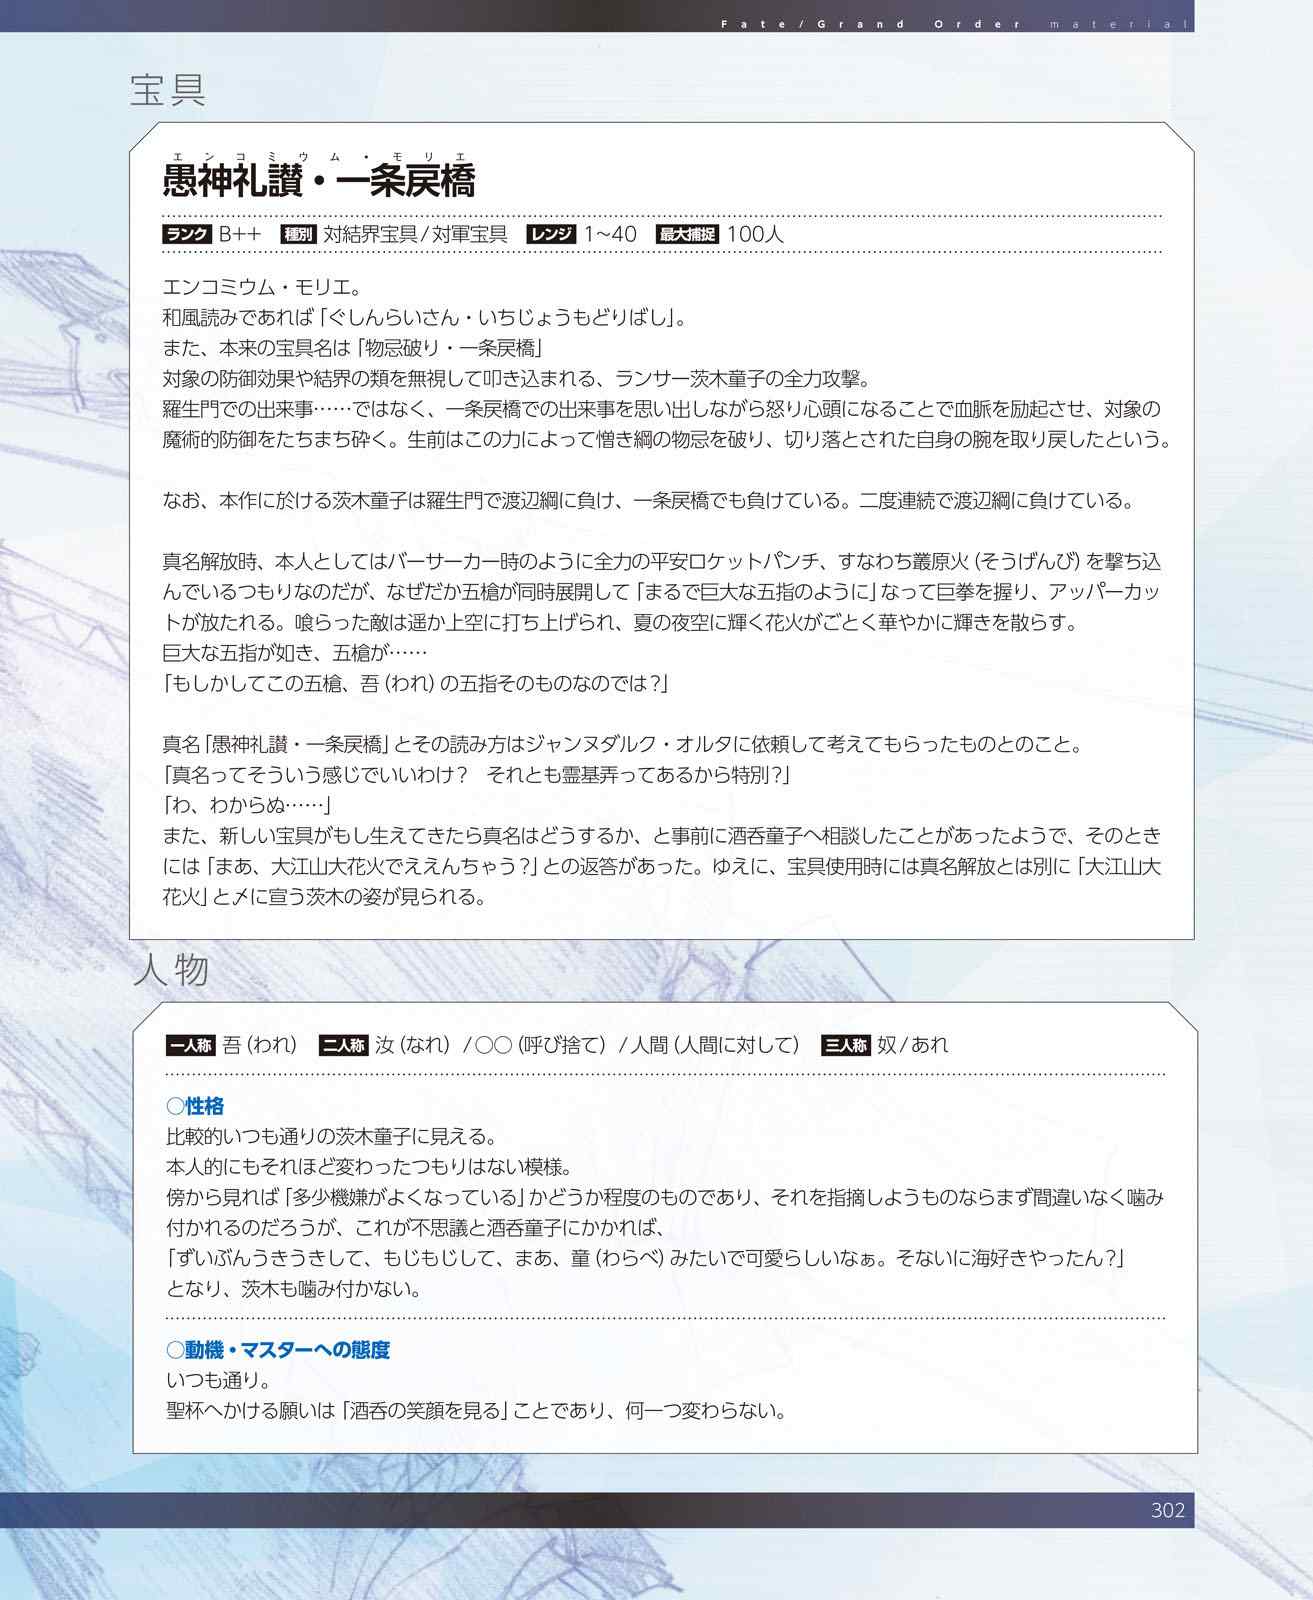 Fate/Grand Order material
宝具
エンコミウム・モリエ
愚神礼讃・一条戻橋
ランク B++ 種別 対結界宝具/対軍宝具 レンジ 1～40 最大捕捉 100人
エンコミウム・モリエ。
和風読みであれば「ぐしんらいさん・いちじょうもどりばし」。
また、本来の宝具名は「物忌破り・一条戻橋」
対象の防御効果や結界の類を無視して叩き込まれる、ランサー茨木童子の全力攻撃。
羅生門での出来事……ではなく、一条戻橋での出来事を思い出しながら怒り心頭になることで血脈を励起させ、対象の
魔術的防御をたちまち砕く。生前はこの力によって憎き綱の物忌を破り、切り落とされた自身の腕を取り戻したという。
なお、本作に於ける茨木童子は羅生門で渡辺綱に負け、一条戻橋でも負けている。二度連続で渡辺綱に負けている。
真名解放時、本人としてはバーサーカー時のように全力の平安ロケットパンチ、すなわち叢原火（そうげんび）を撃ち込
んでいるつもりなのだが、なぜだか五槍が同時展開して「まるで巨大な五指のように」なって巨拳を握り、アッパーカッ
トが放たれる。喰らった敵は遥か上空に打ち上げられ、夏の夜空に輝く花火がごとく華やかに輝きを散らす。
巨大な五指が如き、五槍が……
「もしかしてこの五槍、吾（われ）の五指そのものなのでは？」
真名「愚神礼讃・一条戻橋」とその読み方はジャンヌダルク・オルタに依頼して考えてもらったものとのこと。
「真名ってそういう感じでいいわけ？　それとも霊基弄ってあるから特別？」
「わ、わからぬ……」
また、新しい宝具がもし生えてきたら真名はどうするか、と事前に酒呑童子へ相談したことがあったようで、そのとき
には「まあ、大江山大花火でええんちゃう？」との返答があった。ゆえに、宝具使用時には真名解放とは別に「大江山大
花火」と〆に宣う茨木の姿が見られる。
人物
一人称 吾（われ） 二人称 汝（なれ）/○○（呼び捨て）/人間（人間に対して） 三人称 奴/あれ
○性格
比較的いつも通りの茨木童子に見える。
本人的にもそれほど変わったつもりはない模様。
傍から見れば「多少機嫌がよくなっている」かどうか程度のものであり、それを指摘しようものならまず間違いなく噛み
付かれるのだろうが、これが不思議と酒呑童子にかかれば、
「ずいぶんうきうきして、もじもじして、まあ、童（わらべ）みたいで可愛らしいなぁ。そないに海好きやったん？」
となり、茨木も噛み付かない。
○動機・マスターへの態度
いつも通り。
聖杯へかける願いは「酒呑の笑顔を見る」ことであり、何一つ変わらない。
302